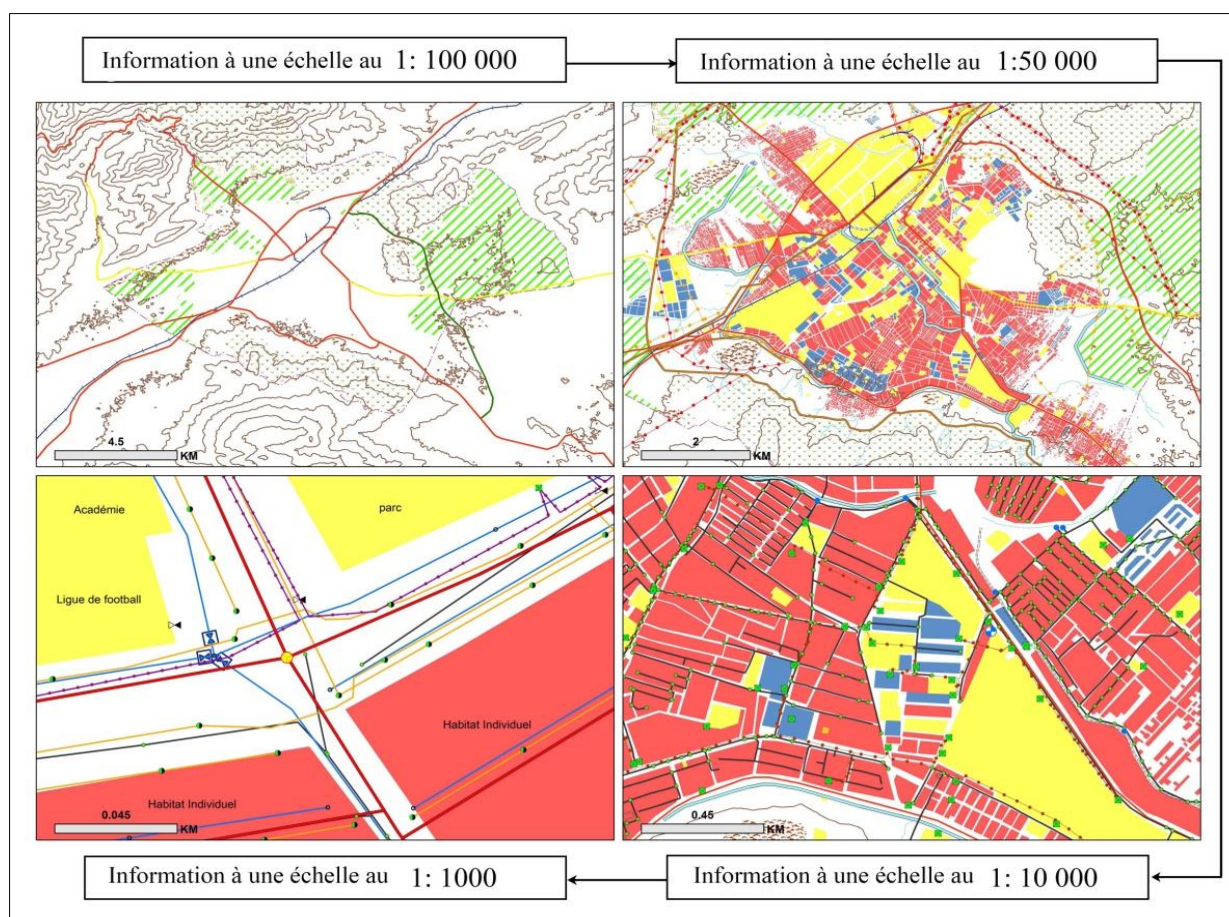 Information à une échelle au 1: 100 000
Information à une échelle au 1:50 000
4.5
KM
2
KM
Académie
parc
Ligue de football
Habitat Individuel
Habitat Individuel
0.045
KM
0.45
KM
Information à une échelle au 1: 1000
Information à une échelle au 1: 10 000